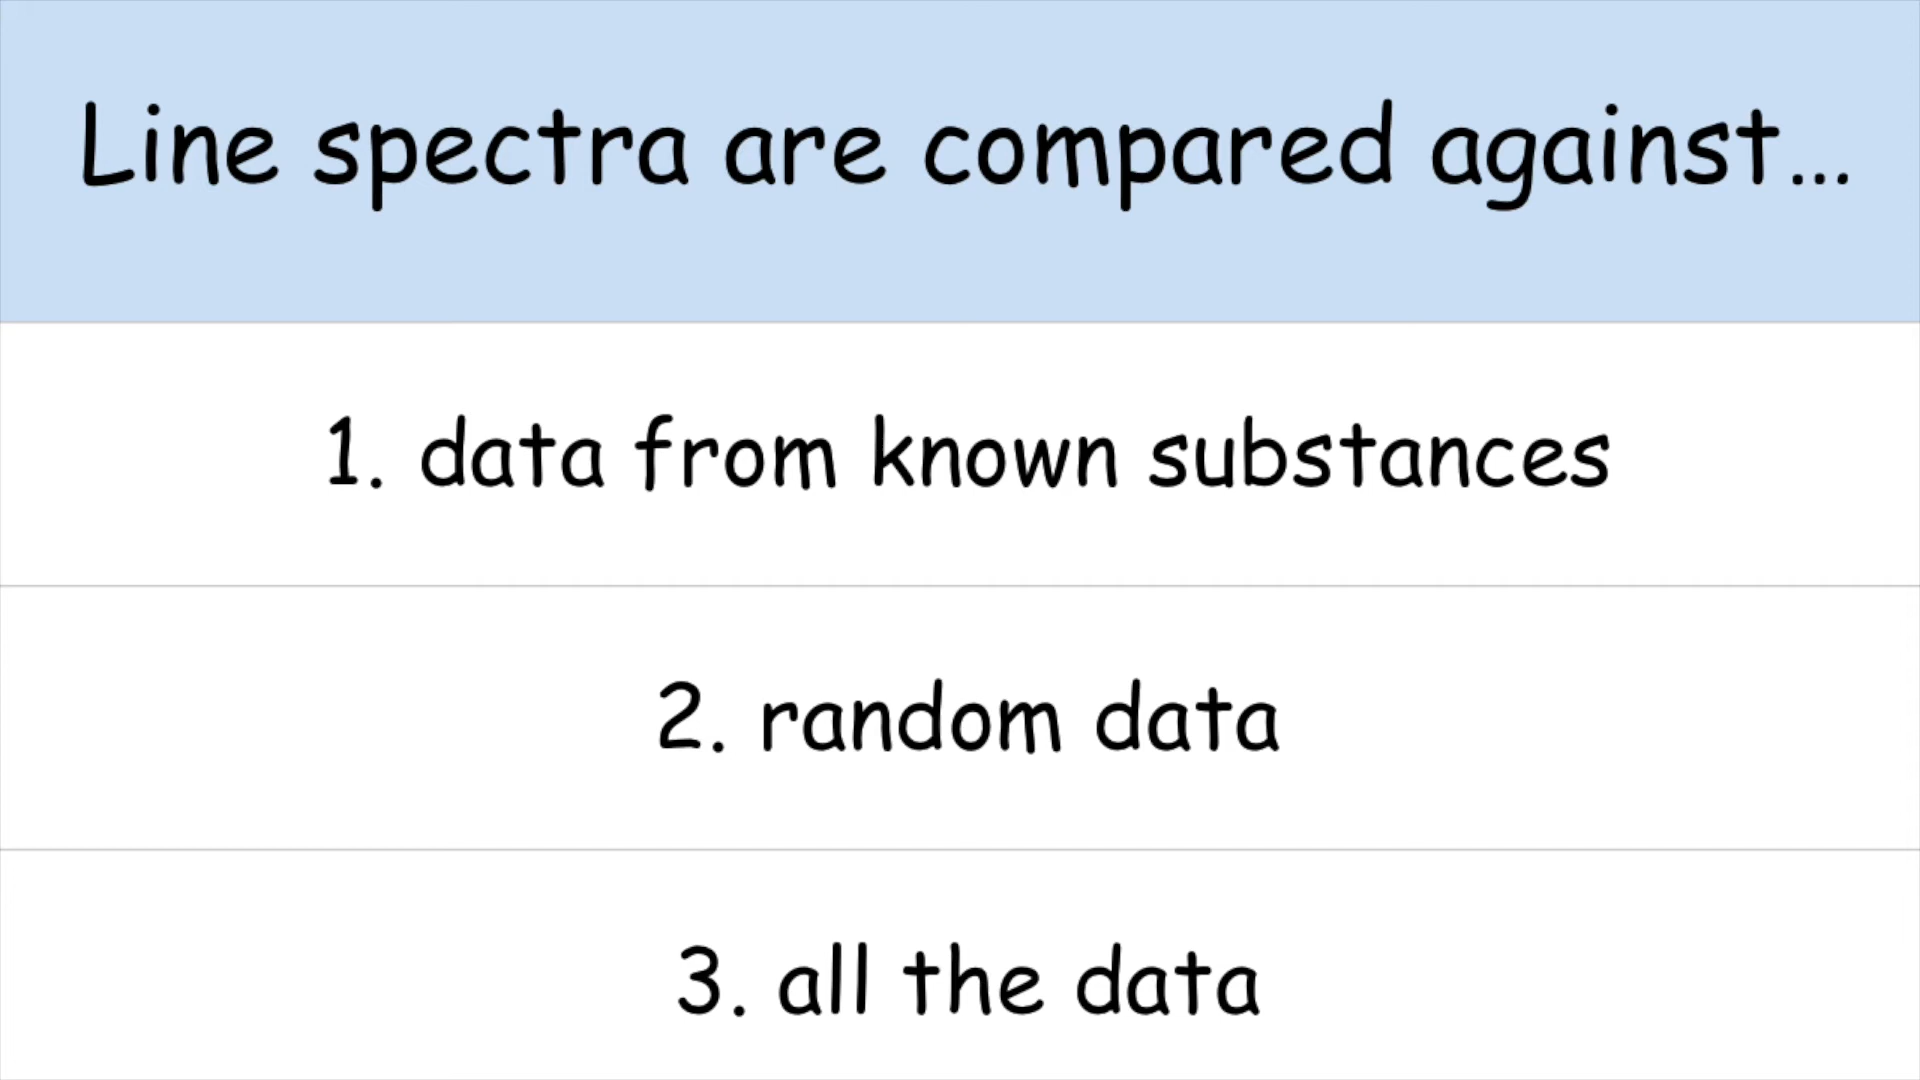 Line spectra are compared against...
1. data from known substances
2. random data
3. all the data